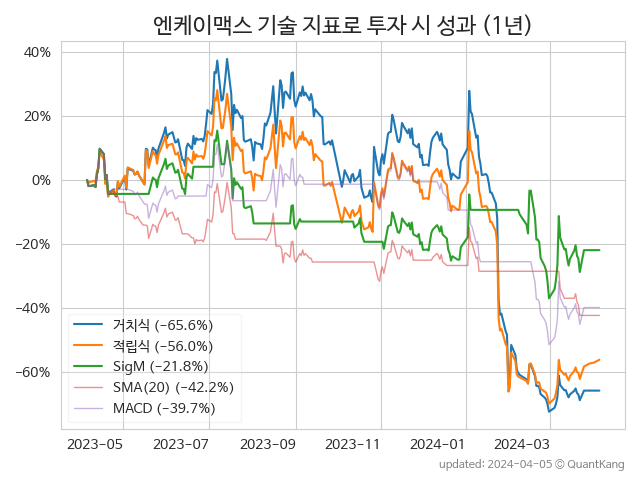 엔케이맥스 기술 지표로 투자 시 성과 (1년)
40%
20%
0%
−20%
−40%
−60%
거치식 (−65.6%)
적립식 (−56.0%)
SigM (−21.8%)
SMA(20) (−42.2%)
MACD (−39.7%)
2023−05 2023−07 2023−09 2023−11 2024−01 2024−03
updated: 2024−04−05 © QuantKang